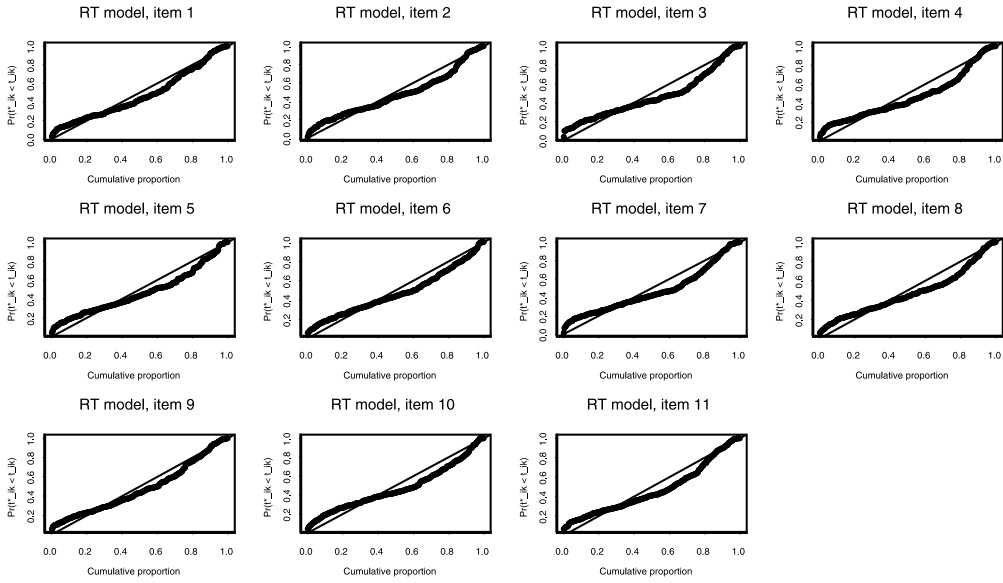 RT model, item 1
Pr(t*_ik < t_ik)
0.0 0.2 0.4 0.6 0.8 1.0
0.0 0.2 0.4 0.6 0.8 1.0
Cumulative proportion
RT model, item 2
Pr(t*_ik < t_ik)
0.2 0.4 0.6 0.8 1.0
0.0 0.2 0.4 0.6 0.8 1.0
Cumulative proportion
RT model, item 3
Pr(t*_ik < t_ik)
0.0 0.2 0.4 0.6 0.8 1.0
0.0 0.2 0.4 0.6 0.8 1.0
Cumulative proportion
RT model, item 4
Pr(t*_ik < t_ik)
0.2 0.4 0.6 0.8 1.0
0.0 0.2 0.4 0.6 0.8 1.0
Cumulative proportion
RT model, item 5
Pr(t*_ik < t_ik)
0.2 0.4 0.6 0.8 1.0
0.0 0.2 0.4 0.6 0.8 1.0
Cumulative proportion
RT model, item 6
Pr(t*_ik < t_ik)
0.2 0.4 0.6 0.8 1.0
0.0 0.2 0.4 0.6 0.8 1.0
Cumulative proportion
RT model, item 7
Pr(t*_ik < t_ik)
0.0 0.2 0.4 0.6 0.8 1.0
0.0 0.2 0.4 0.6 0.8 1.0
Cumulative proportion
RT model, item 8
Pr(t*_ik < t_ik)
0.2 0.4 0.6 0.8 1.0
0.0 0.2 0.4 0.6 0.8 1.0
Cumulative proportion
RT model, item 9
Pr(t*_ik < t_ik)
0.2 0.4 0.6 0.8 1.0
0.0 0.2 0.4 0.6 0.8 1.0
Cumulative proportion
RT model, item 10
Pr(t*_ik < t_ik)
0.2 0.4 0.6 0.8 1.0
0.0 0.2 0.4 0.6 0.8 1.0
Cumulative proportion
RT model, item 11
Pr(t*_ik < t_ik)
0.2 0.4 0.6 0.8 1.0
0.0 0.2 0.4 0.6 0.8 1.0
Cumulative proportion